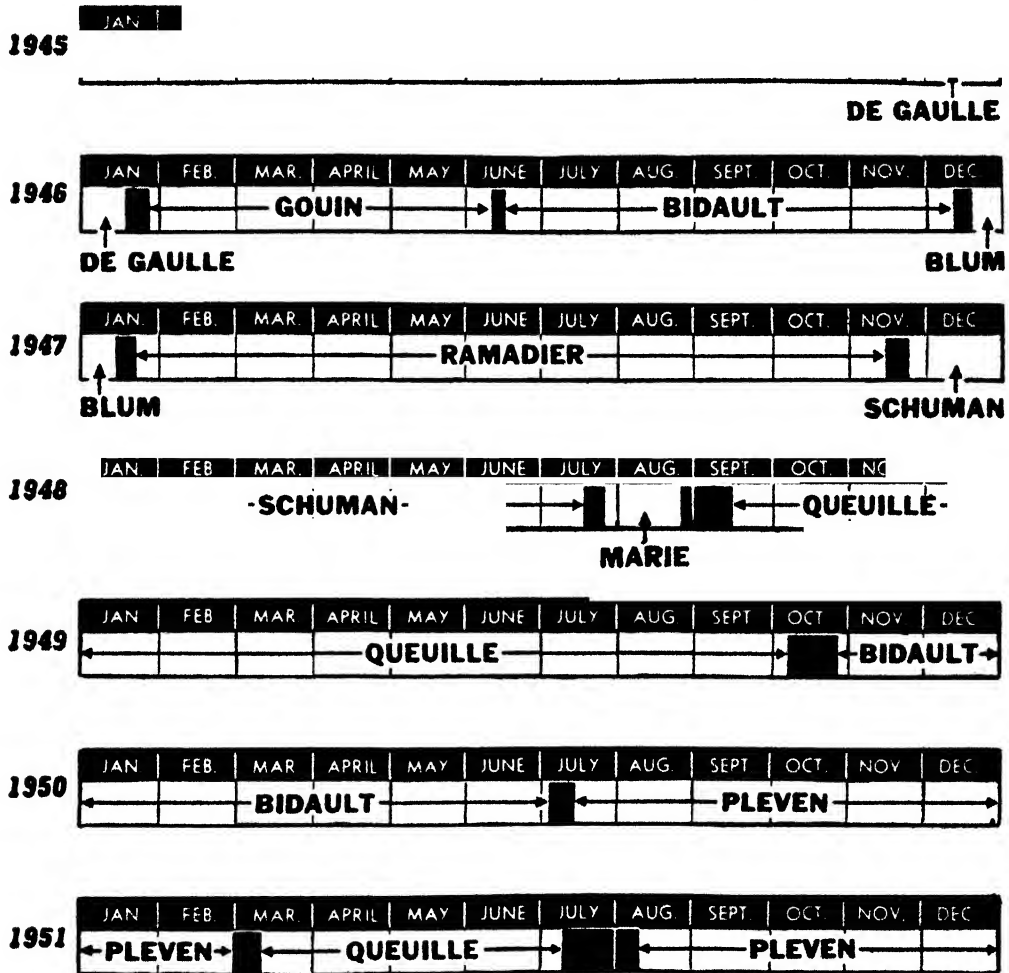 JAN
1945
DE GAULLE
JAN FEB. MAR. APRIL MAY JUNE JULY AUG. SEPT. OCT. NOV. DEC.
1946
GOUIN BIDAULT
DE GAULLE BLUM
JAN. FEB. MAR. APRIL MAY JUNE JULY AUG. SEPT. OCT. NOV. DEC
1947
RAMADIER
BLUM SCHUMAN
JAN. FEB MAR. APRIL MAY JUNE JULY AUG. SEPT. OCT. NO
1948
-SCHUMAN- QUEUILLE-
MARIE
JAN FEB MAR APRIL MAY JUNE JULY AUG SEPT OCT NOV DEC
1949
QUEUILLE BIDAULT
JAN FEB. MAR APRIL MAY JUNE JULY AUG. SEPT OCT. NOV DEC
1950
BIDAULT PLEVEN
JAN FEB. MAR. APRIL MAY JUNE JULY AUG. SEPT. OCT. NOV. DEC
1951
PLEVEN QUEUILLE PLEVEN